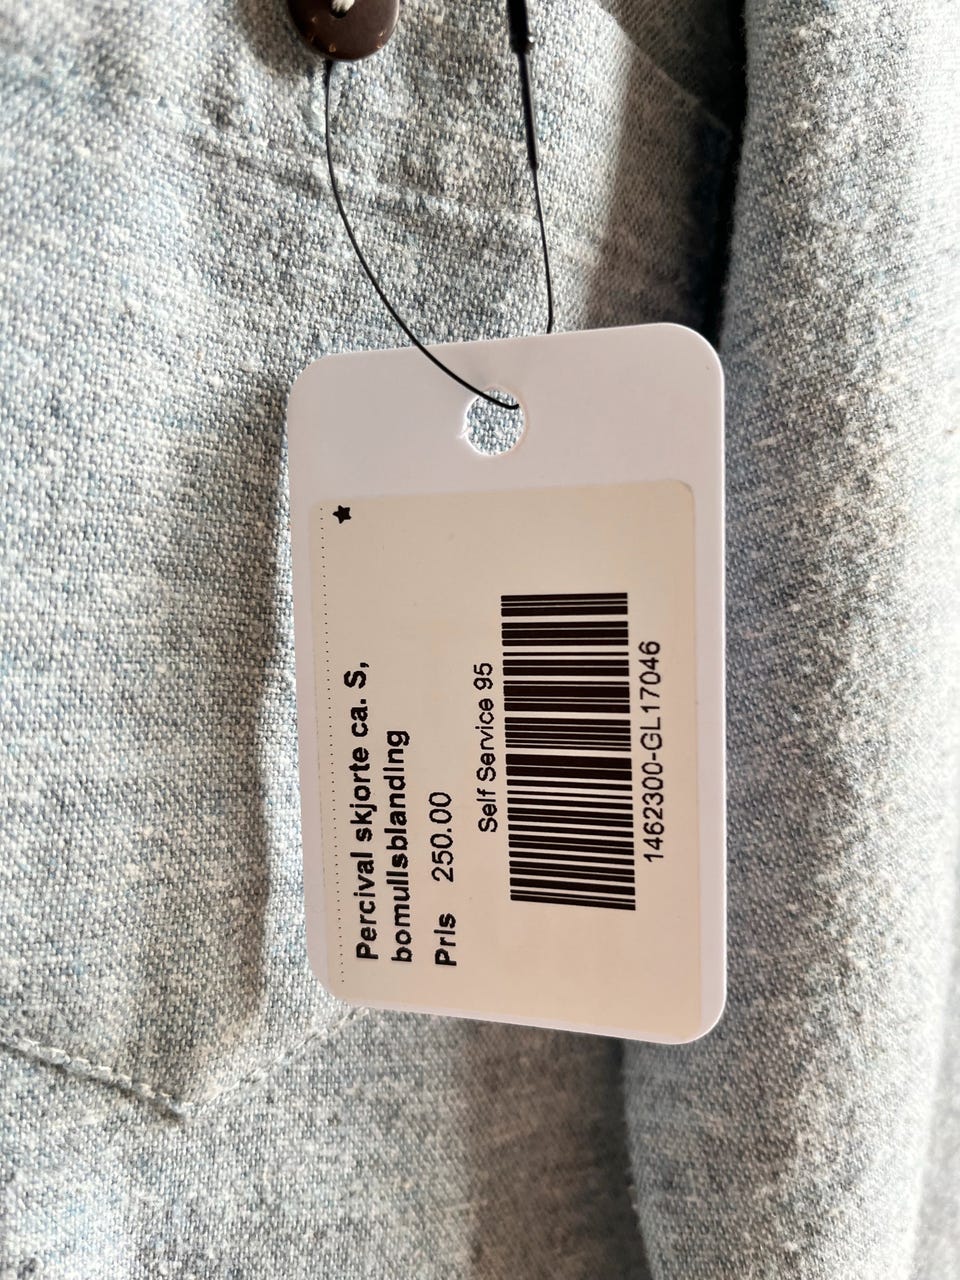 Percival skjorte ca. S,
bomullsblanding
Pris 250.00
Self Service 95
1462300-GL17046